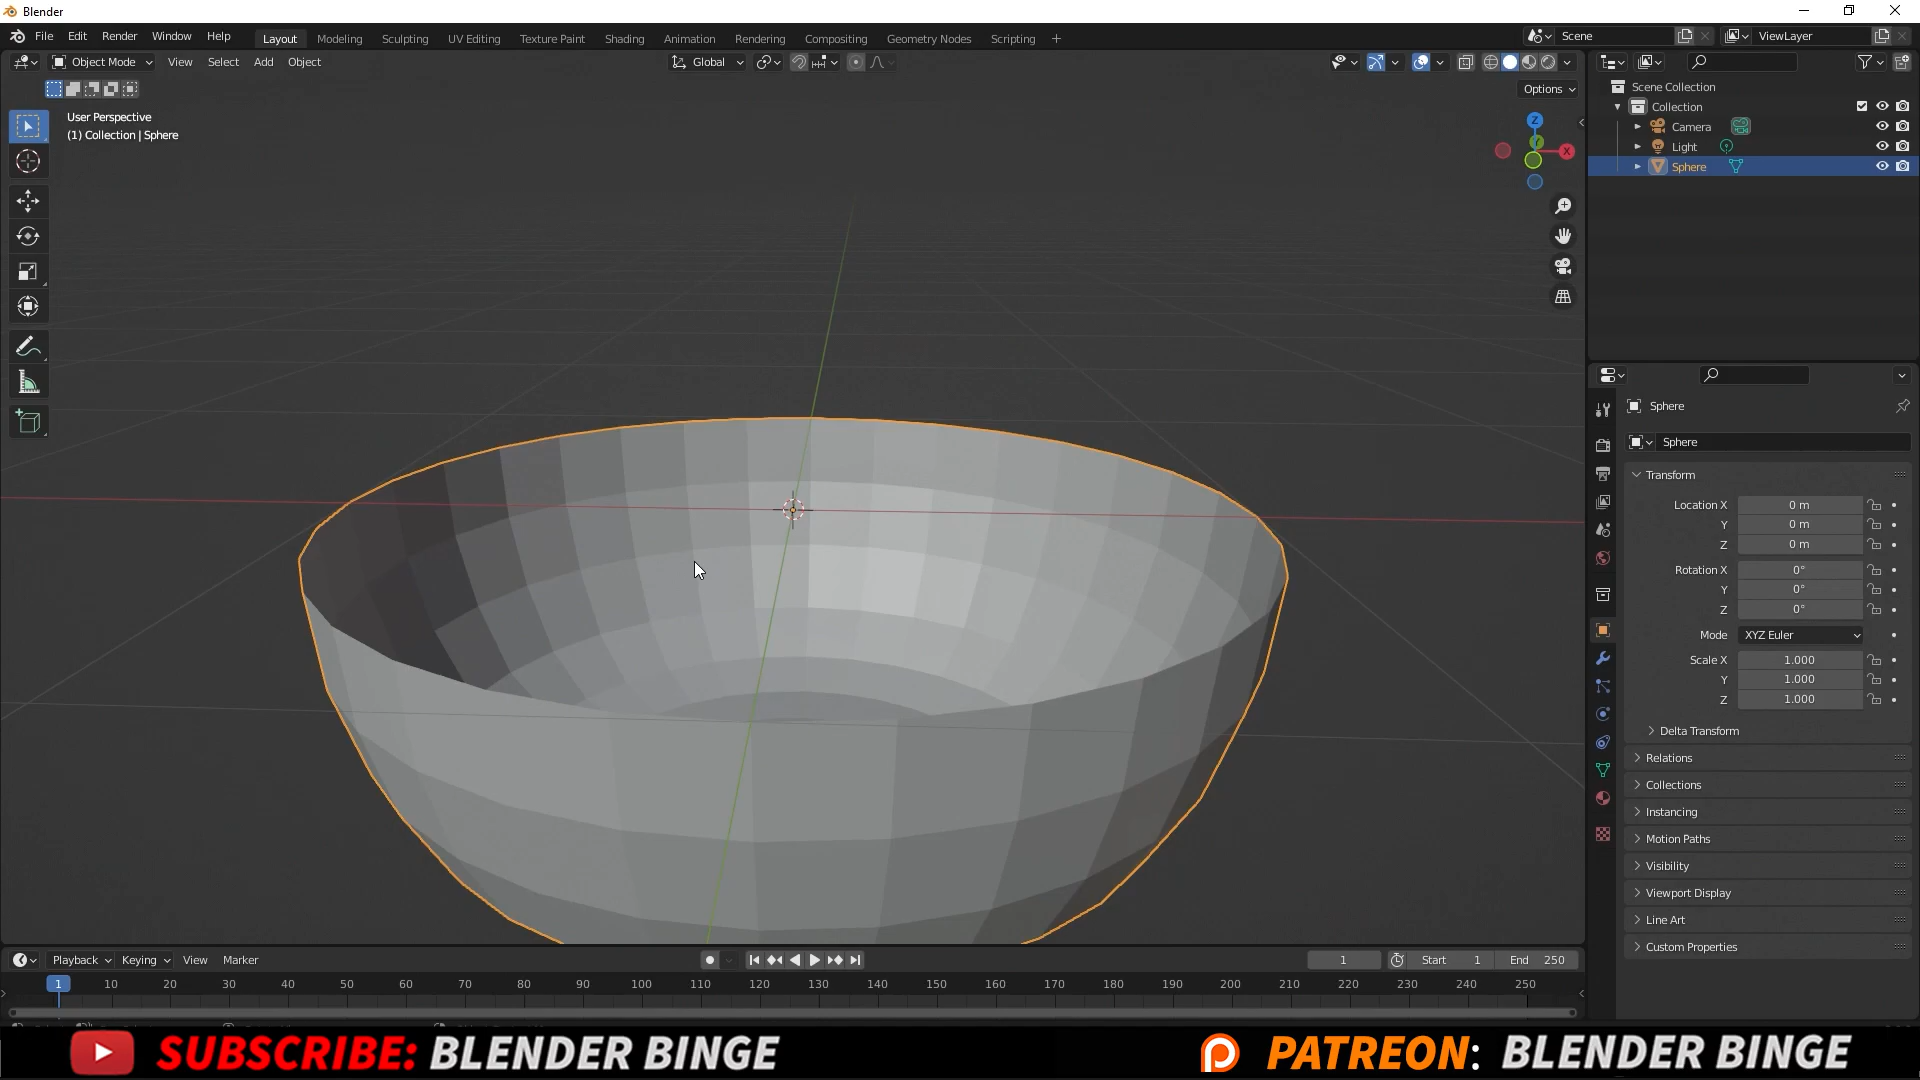 Blender
File Edit Render Window Help Layout Modeling Sculpting UV Editing Texture Paint Shading Animation Rendering Compositing Geometry Nodes Scripting + Scene ViewLayer
Object Mode View Select Add Object Global
Options
User Perspective
(1) Collection | Sphere
Z
X
Scene Collection
Collection
Camera
Light
Sphere
Sphere
Sphere
Transform
Location X 0 m
Y 0 m
Z 0 m
Rotation X 0°
Y 0°
Z 0°
Mode XYZ Euler
Scale X 1.000
Y 1.000
Z 1.000
Delta Transform
Relations
Collections
Instancing
Motion Paths
Visibility
Viewport Display
Line Art
Custom Properties
Playback Keying View Marker 1 Start 1 End 250
1 10 20 30 40 50 60 70 80 90 100 110 120 130 140 150 160 170 180 190 200 210 220 230 240 250
SUBSCRIBE: BLENDER BINGE
PATREON: BLENDER BINGE